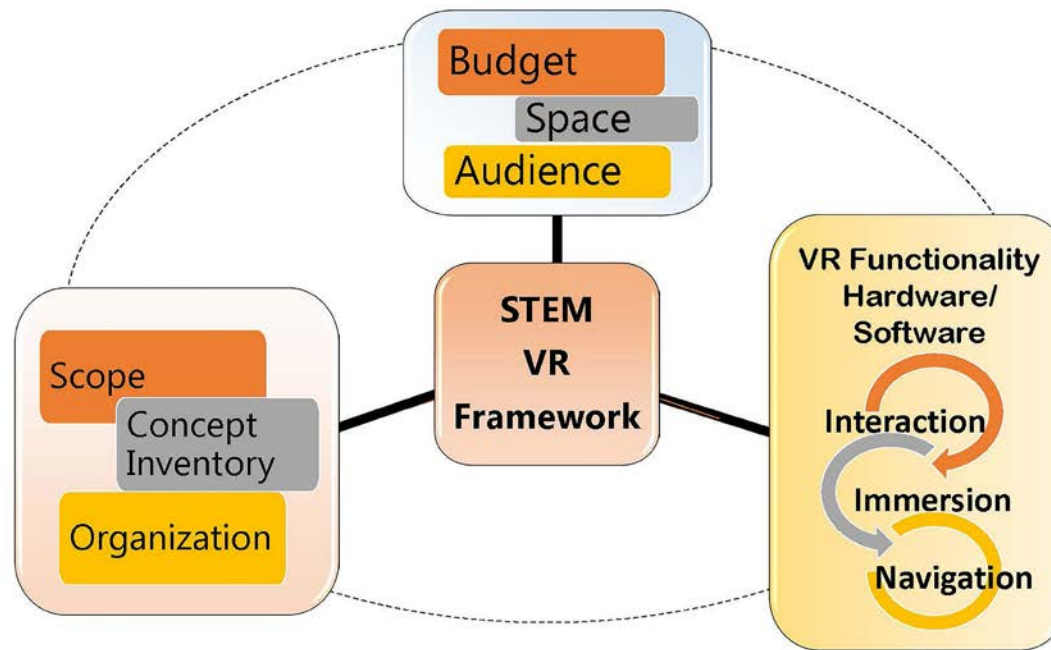 Budget
Space
Audience
STEM
VR
Framework
VR Functionality
Hardware/
Software
Interaction
Immersion
Navigation
Scope
Concept
Inventory
Organization